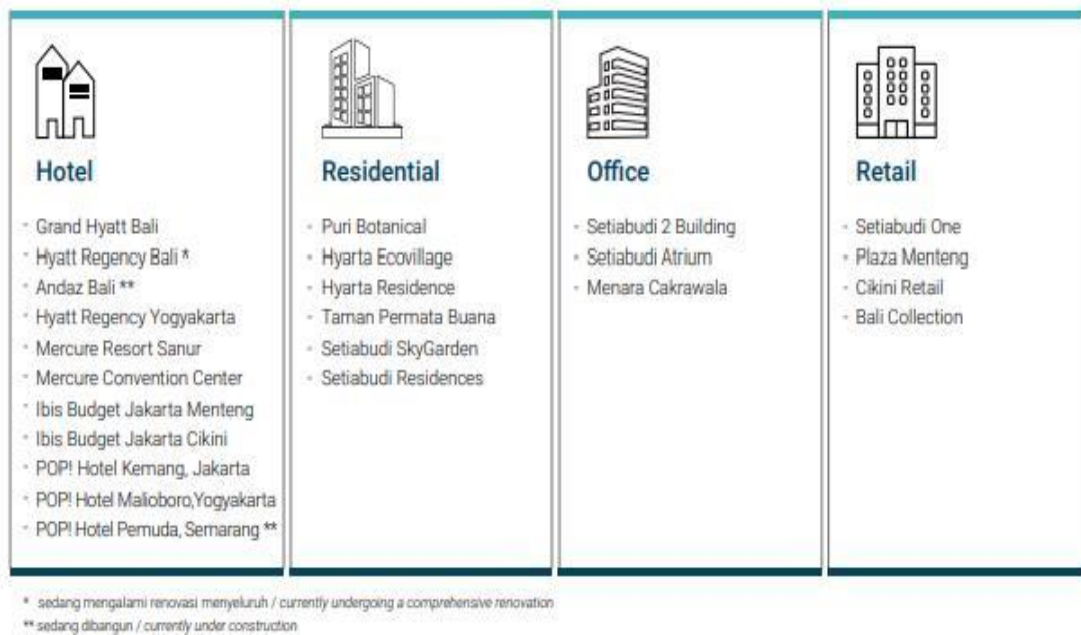 Hotel
- Grand Hyatt Bali
- Hyatt Regency Bali *
- Andaz Bali **
- Hyatt Regency Yogyakarta
- Mercure Resort Sanur
- Mercure Convention Center
- Ibis Budget Jakarta Menteng
- Ibis Budget Jakarta Cikini
- POP! Hotel Kemang, Jakarta
- POP! Hotel Malioboro,Yogyakarta
- POP! Hotel Pemuda, Semarang **
Residential
- Puri Botanical
- Hyarta Ecovillage
- Hyarta Residence
- Taman Permata Buana
- Setiabudi SkyGarden
- Setiabudi Residences
Office
- Setiabudi 2 Building
- Setiabudi Atrium
- Menara Cakrawala
Retail
- Setiabudi One
- Plaza Menteng
- Cikini Retail
- Bali Collection
* sedang mengalami renovasi menyeluruh / currently undergoing a comprehensive renovation
** sedang dibangun / currently under construction